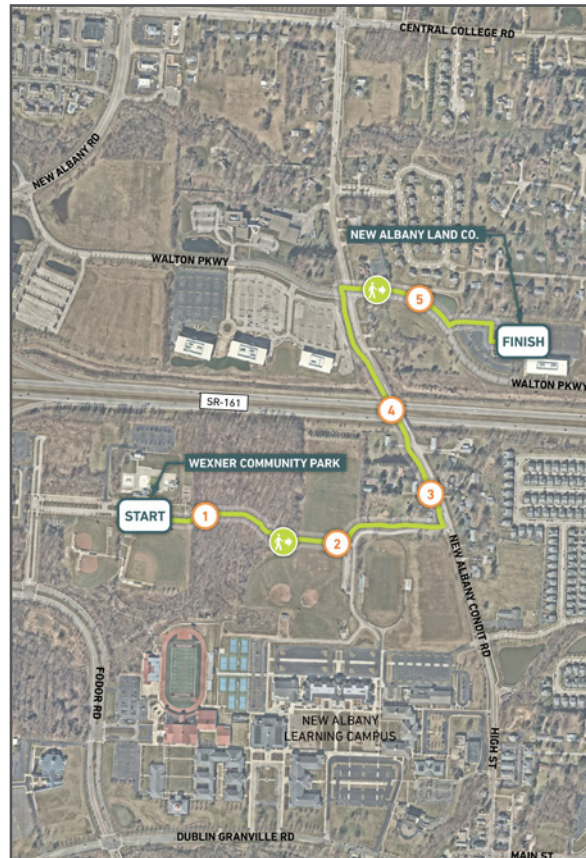 CENTRAL COLLEGE RD
NEW ALBANY RD
NEW ALBANY LAND CO.
WALTON PKWY
5
FINISH
WALTON PKWY
SR-161
4
WEXNER COMMUNITY PARK
3
START
1
2
NEW ALBANY CONDIT RD
FODOR RD
NEW ALBANY
LEARNING CAMPUS
HIGH ST
DUBLIN GRANVILLE RD
MAIN ST